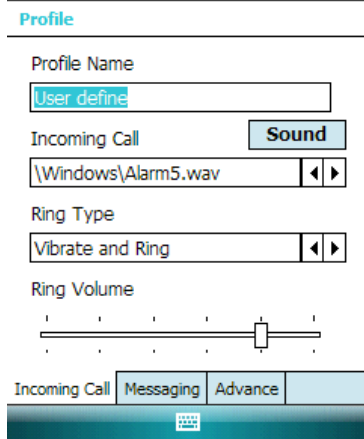 Profile
Profile Name
User define
Incoming Call
Sound
\Windows\Alarm5.wav
Ring Type
Vibrate and Ring
Ring Volume
Incoming Call Messaging Advance